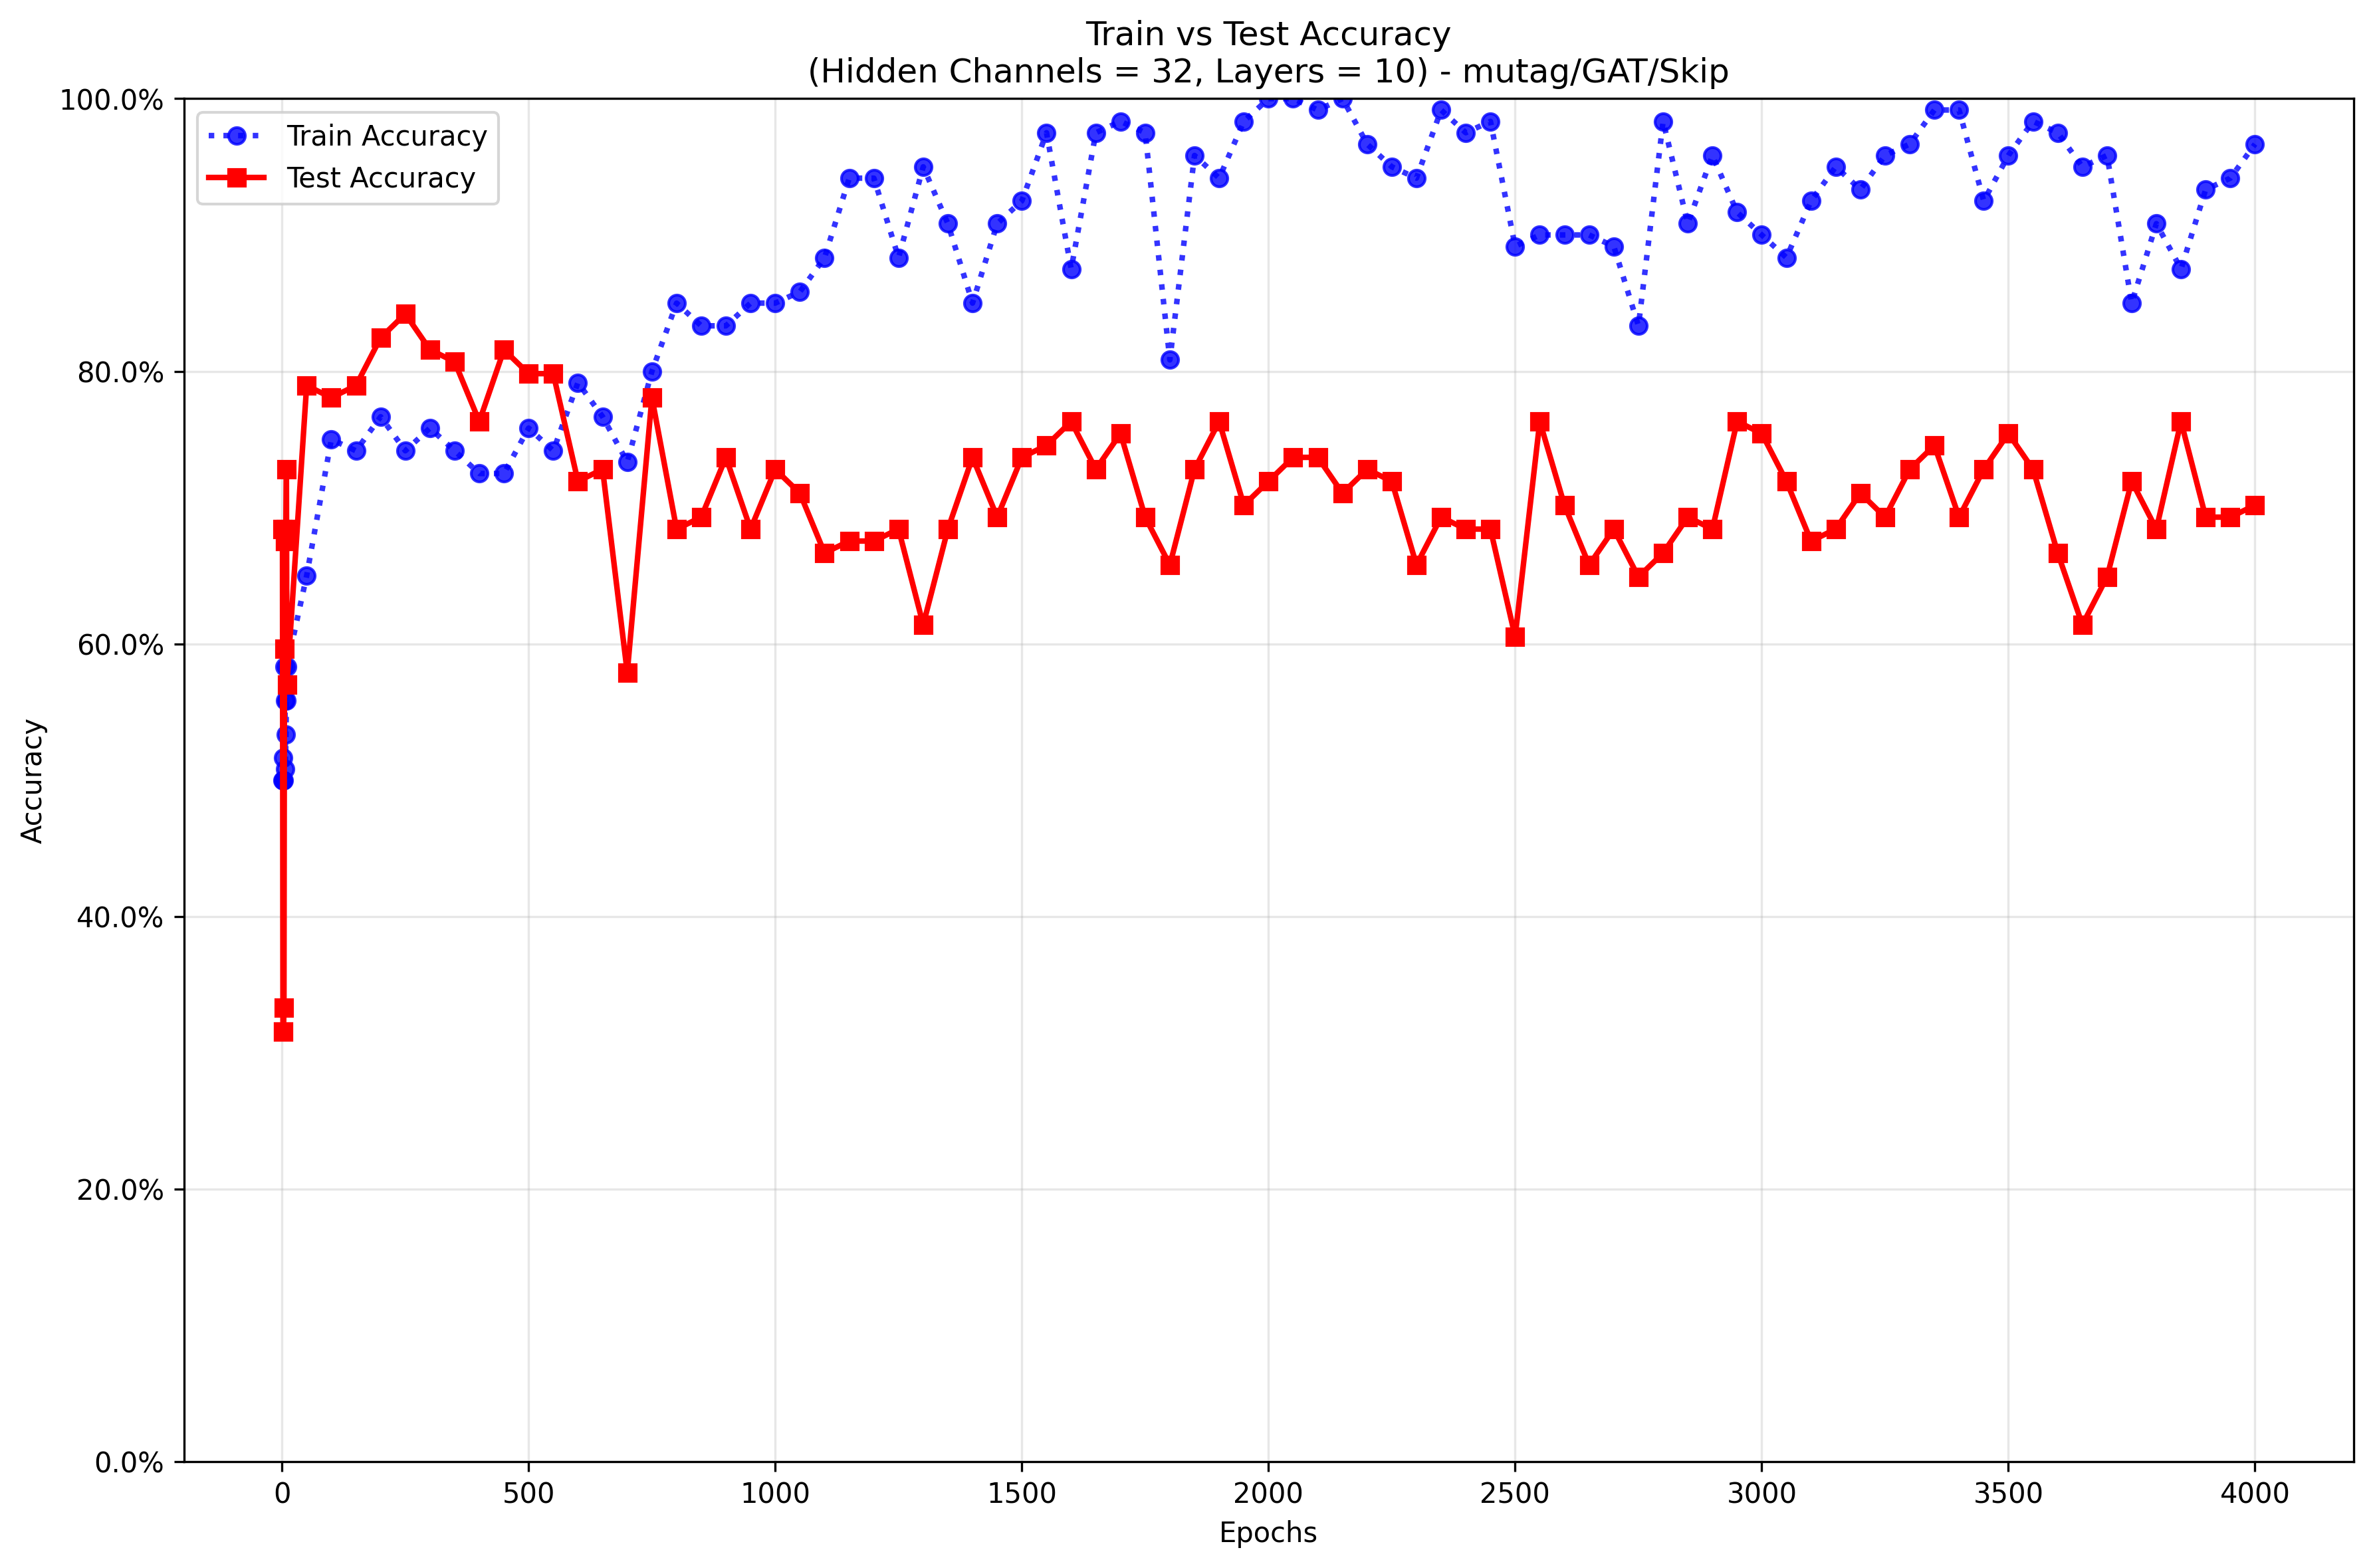 Train vs Test Accuracy
(Hidden Channels = 32, Layers = 10) - mutag/GAT/Skip
Train Accuracy
Test Accuracy
100.0%
80.0%
60.0%
40.0%
20.0%
0.0%
Accuracy
0
500
1000
1500
2000
2500
3000
3500
4000
Epochs